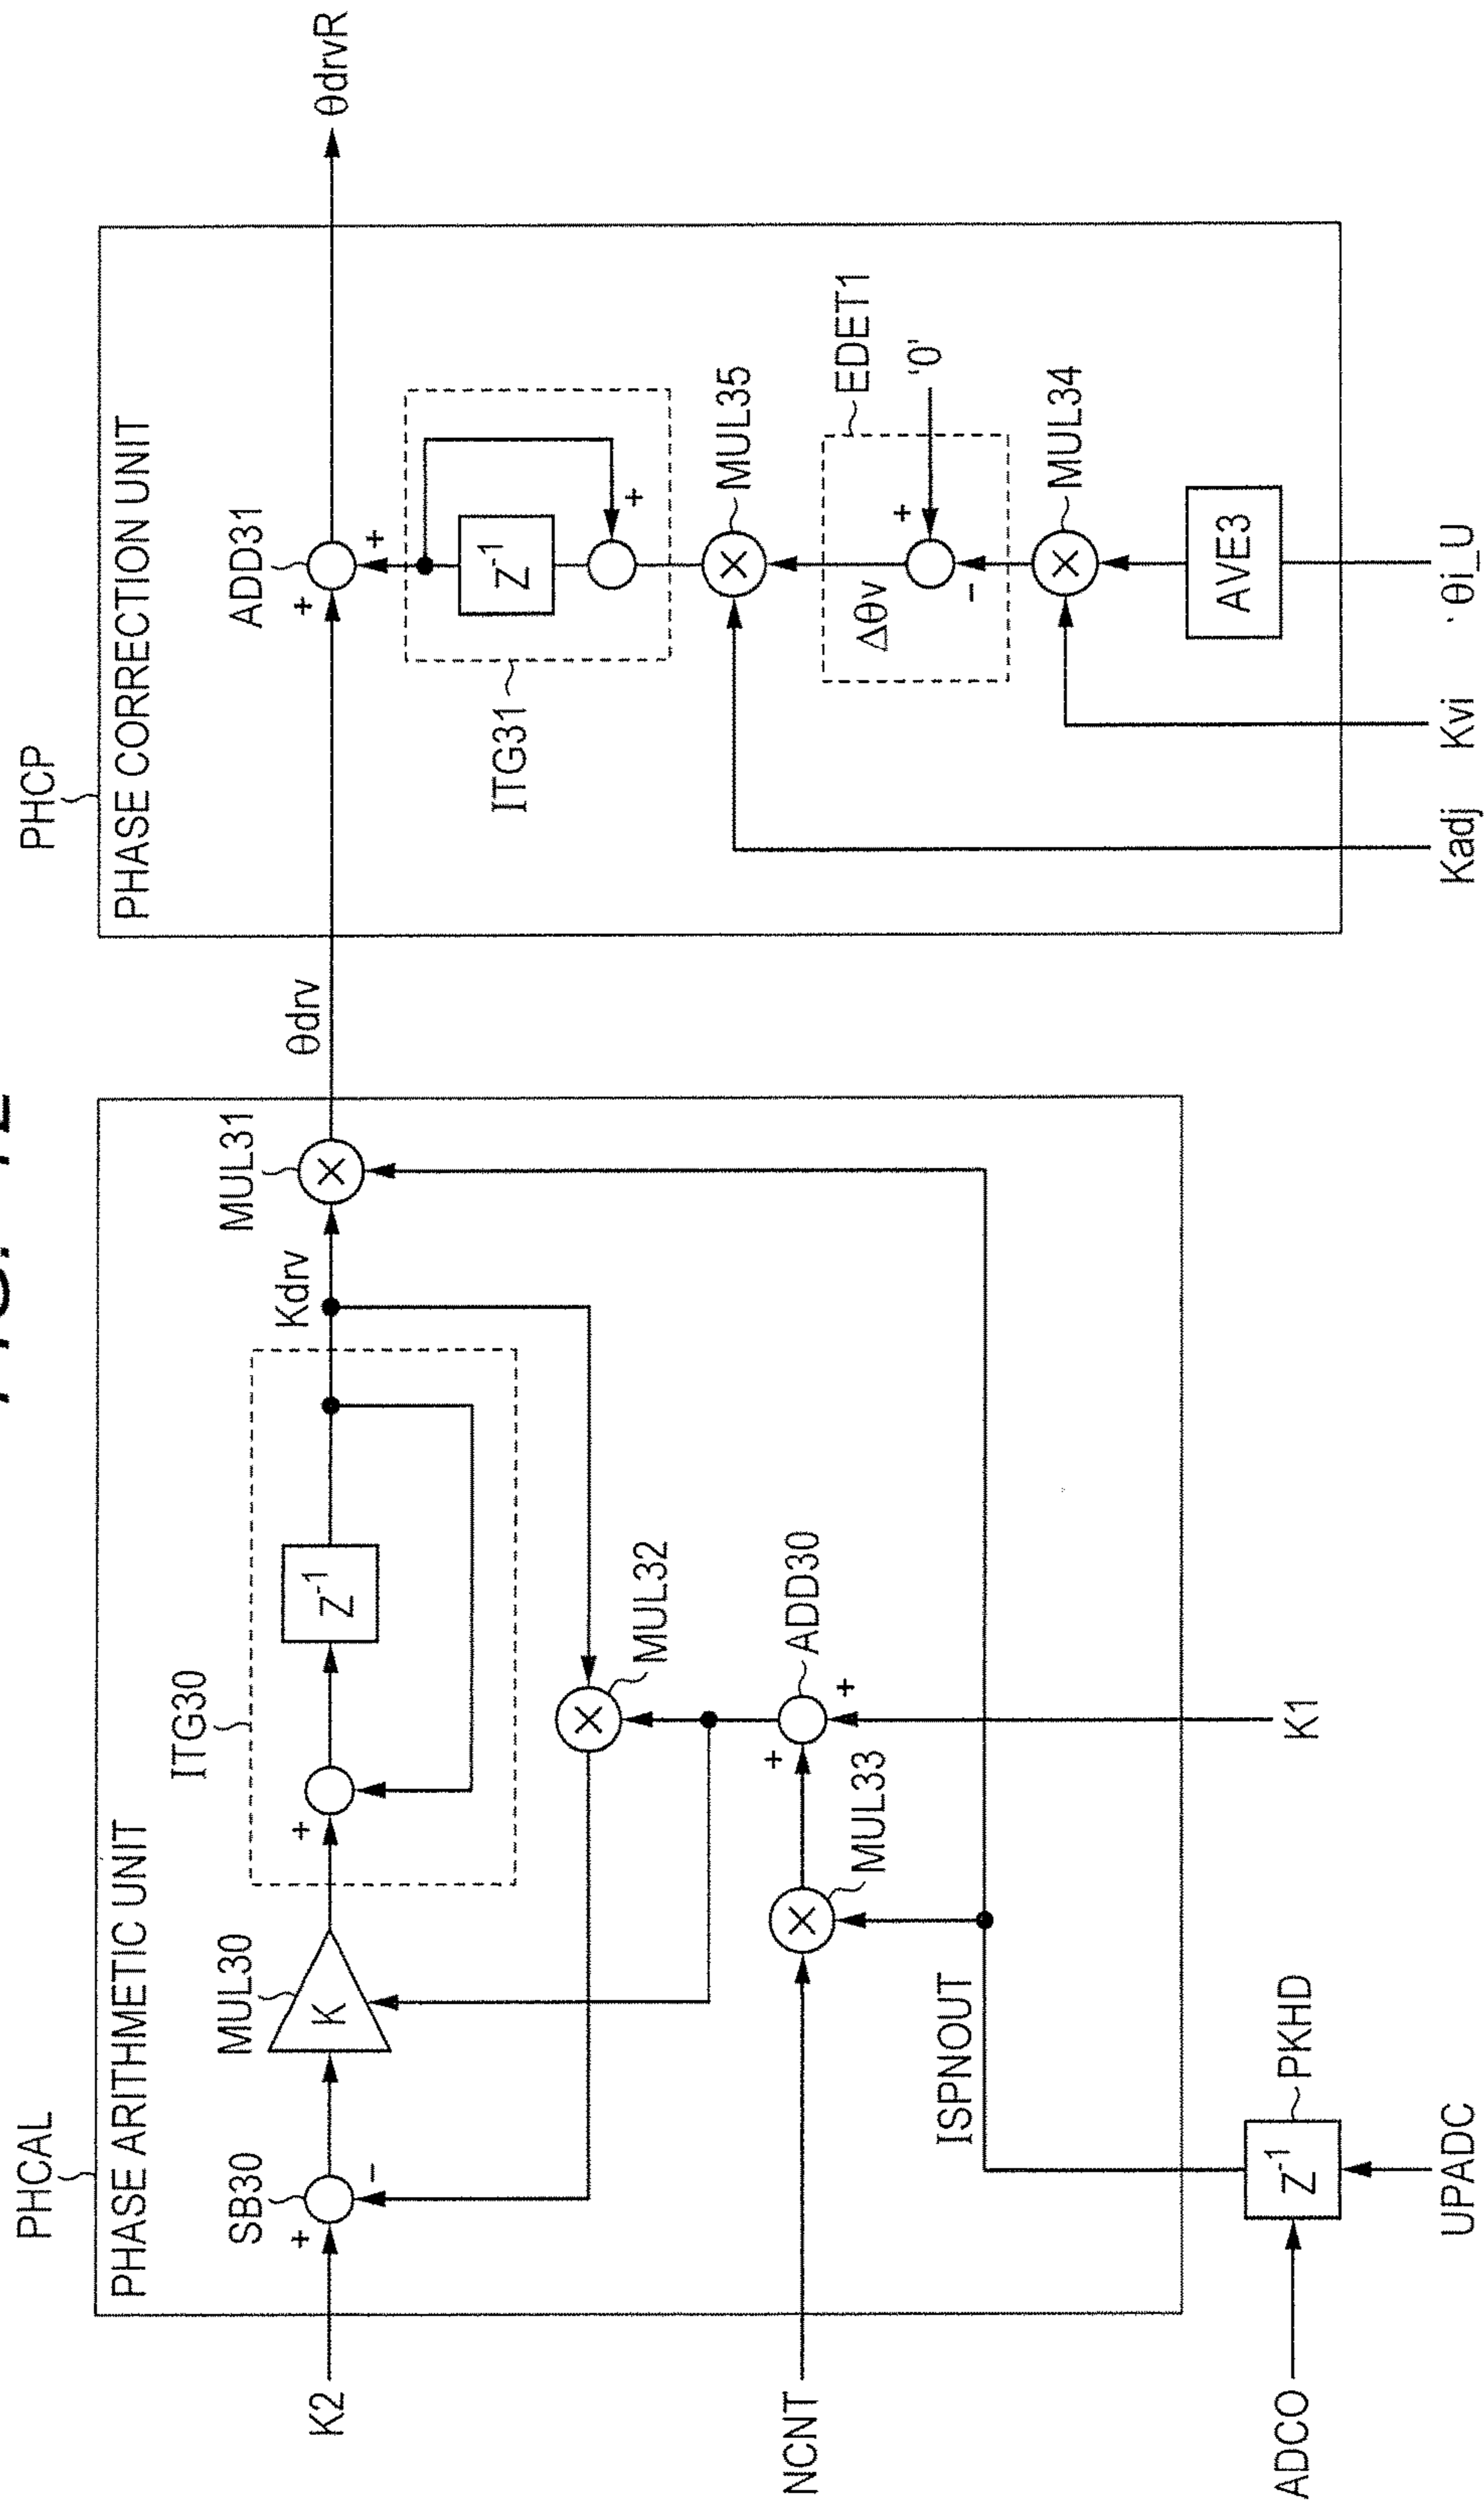 PHCAL
PHASE ARITHMETIC UNIT
K2
+
SB30
−
MUL30
K
ITG30
+
Z-1
Kdrv
MUL31
θdrv
MUL32
ADD30
+
+
MUL33
NCNT
K1
ISPNOUT
ADCO
Z-1
PKHD
UPADC
PHCP
PHASE CORRECTION UNIT
ADD31
+
+
θdrvR
ITG31
Z-1
+
MUL35
EDET1
Δθv
+
'0'
−
MUL34
AVE3
Kadj
Kvi
θi_U